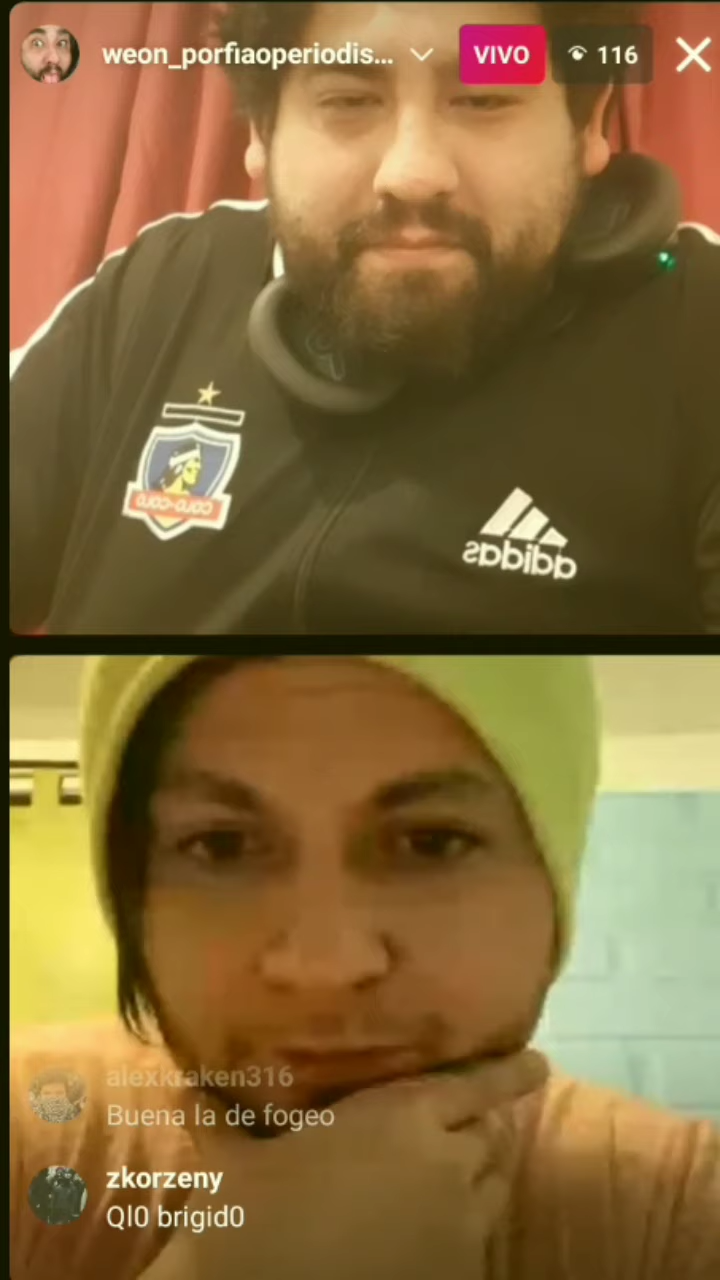 weon_porfiaoperiodis...
VIVO
116
COLO-COLO
adidas
alexkraken316
Buena la de fogeo
zkorzeny
Ql0 brigid0